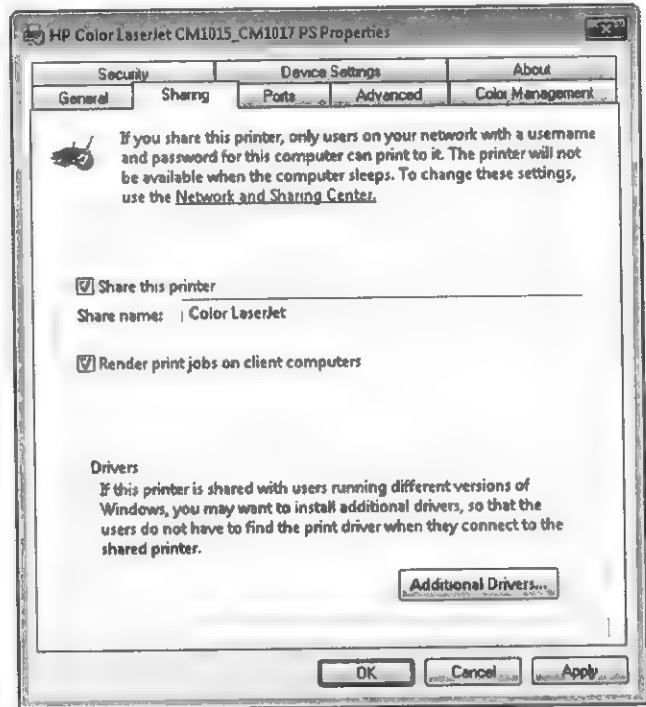 HP Color LaserJet CM1015_CM1017 PS Properties
Security Device Settings About
General Sharing Ports Advanced Color Management
If you share this printer, only users on your network with a username
and password for this computer can print to it. The printer will not
be available when the computer sleeps. To change these settings,
use the Network and Sharing Center.
Share this printer
Share name: Color LaserJet
Render print jobs on client computers
Drivers
If this printer is shared with users running different versions of
Windows, you may want to install additional drivers, so that the
users do not have to find the print driver when they connect to the
shared printer.
Additional Drivers...
OK Cancel Apply